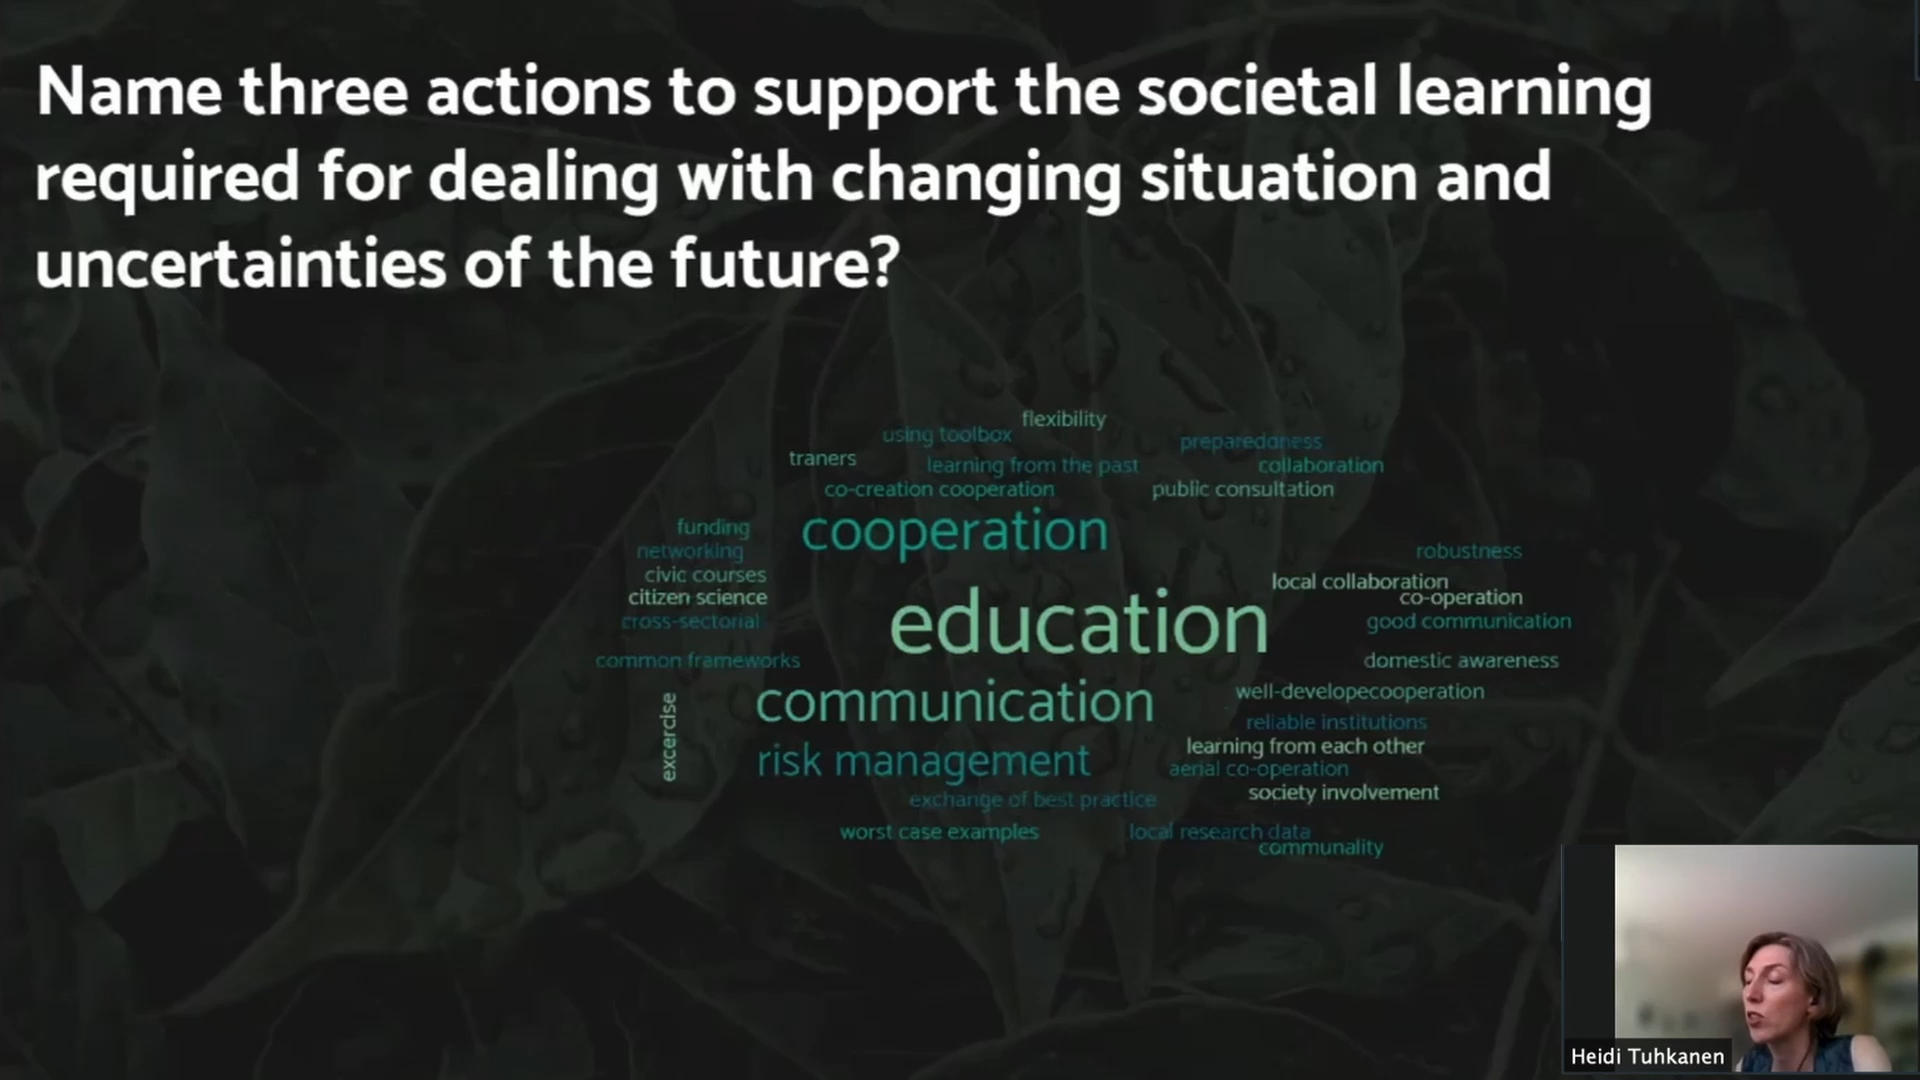 Name three actions to support the societal learning
required for dealing with changing situation and
uncertainties of the future?
flexibility
using toolbox
preparedness
traners
learning from the past
collaboration
co-creation cooperation
public consultation
funding
cooperation
networking
robustness
civic courses
local collaboration
citizen science
co-operation
education
cross-sectorial
good communication
common frameworks
domestic awareness
well-developecooperation
communication
excercise
reliable institutions
learning from each other
risk management
aerial co-operation
society involvement
exchange of best practice
worst case examples
local research data
communality
Heidi Tuhkanen